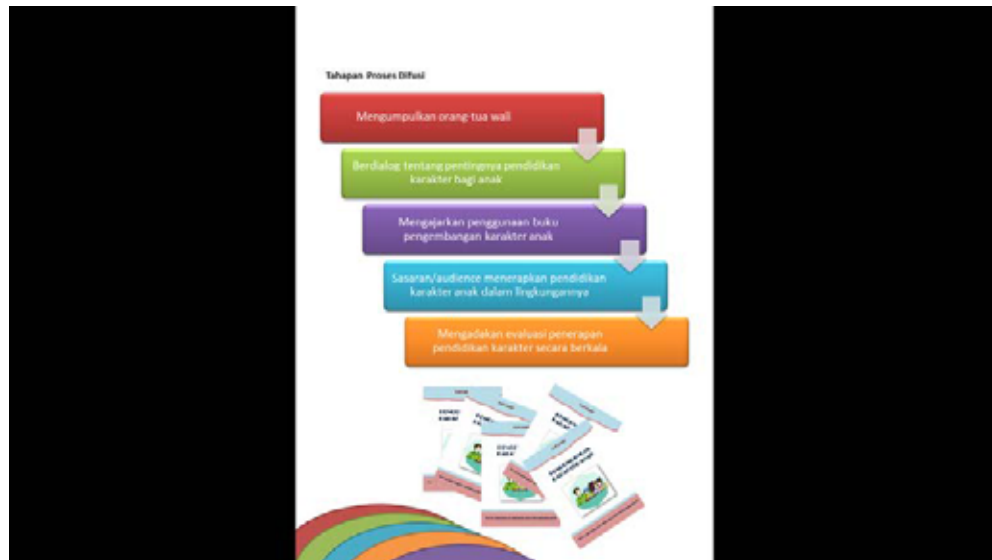 Tahapan Proses Difusi
Mengumpulkan orang-tua wali
Berdialog tentang pentingnya pendidikan
karakter bagi anak
Mengajarkan penggunaan buku
pengembangan karakter anak
Sasaran/audience menerapkan pendidikan
karakter anak dalam lingkungannya
Mengadakan evaluasi penerapan
pendidikan karakter secara berkala